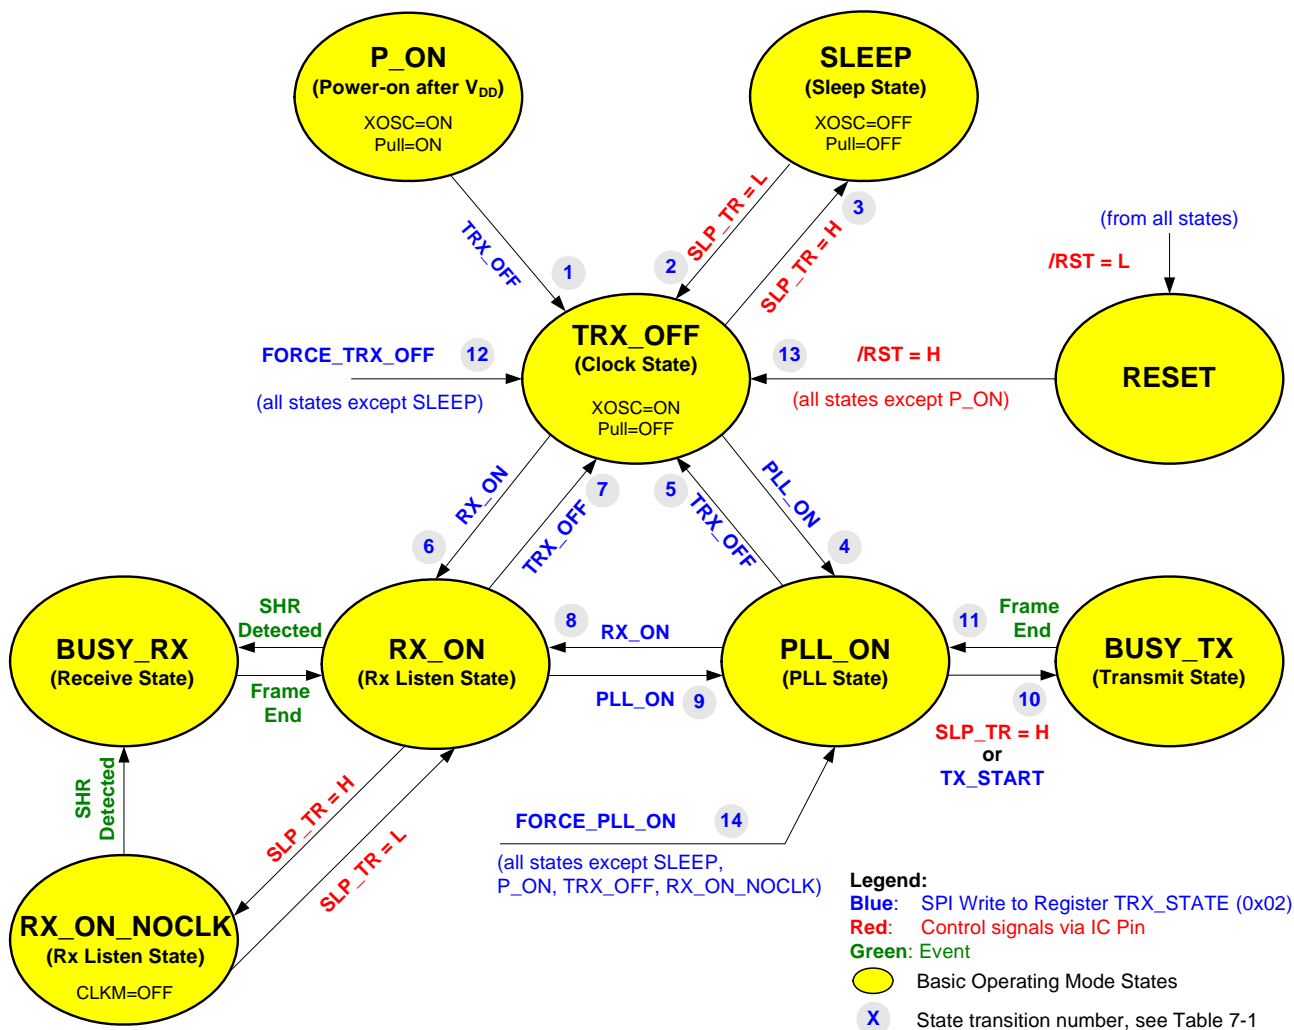 P_ON
(Power-on after VDD)
XOSC=ON
Pull=ON
SLEEP
(Sleep State)
XOSC=OFF
Pull=OFF
TRX_OFF
1
2
SLP_TR = L
SLP_TR = H
3
(from all states)
/RST = L
RESET
TRX_OFF
(Clock State)
XOSC=ON
Pull=OFF
FORCE_TRX_OFF 12
(all states except SLEEP)
13 /RST = H
(all states except P_ON)
RX_ON
6
7
TRX_OFF
5
TRX_OFF
PLL_ON
4
BUSY_RX
(Receive State)
SHR
Detected
Frame
End
RX_ON
(Rx Listen State)
8
RX_ON
PLL_ON 9
PLL_ON
(PLL State)
11 Frame
End
10
SLP_TR = H
or
TX_START
BUSY_TX
(Transmit State)
SHR
Detected
SLP_TR = H
SLP_TR = L
RX_ON_NOCLK
(Rx Listen State)
CLKM=OFF
FORCE_PLL_ON 14
(all states except SLEEP,
P_ON, TRX_OFF, RX_ON_NOCLK)
Legend:
Blue: SPI Write to Register TRX_STATE (0x02)
Red: Control signals via IC Pin
Green: Event
Basic Operating Mode States
X State transition number, see Table 7-1